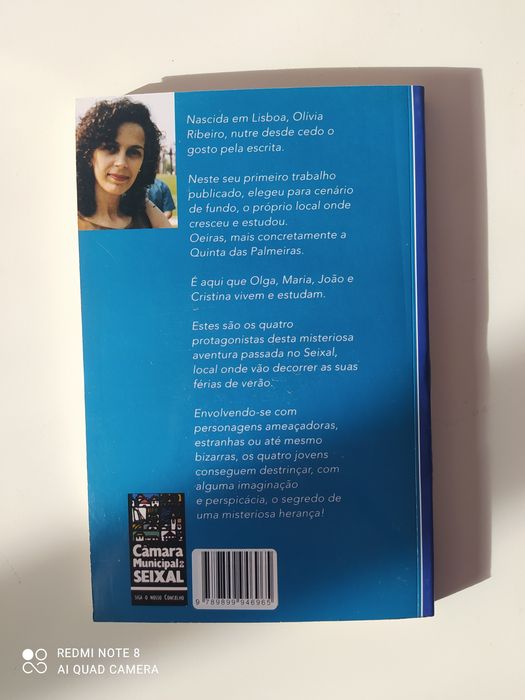 Nascida em Lisboa, Olívia
Ribeiro, nutre desde cedo o
gosto pela escrita.
Neste seu primeiro trabalho
publicado, elegeu para cenário
de fundo, o próprio local onde
cresceu e estudou.
Oeiras, mais concretamente a
Quinta das Palmeiras.
É aqui que Olga, Maria, João e
Cristina vivem e estudam.
Estes são os quatro
protagonistas desta misteriosa
aventura passada no Seixal,
local onde vão decorrer as suas
férias de verão.
Envolvendo-se com
personagens ameaçadoras,
estranhas ou até mesmo
bizarras, os quatro jovens
conseguem destrinçar, com
alguma imaginação
e perspicácia, o segredo de
uma misteriosa herança!
Câmara
Municipal do
SEIXAL
SIGA O NOSSO CONCELHO
9 789899 946965
REDMI NOTE 8
AI QUAD CAMERA